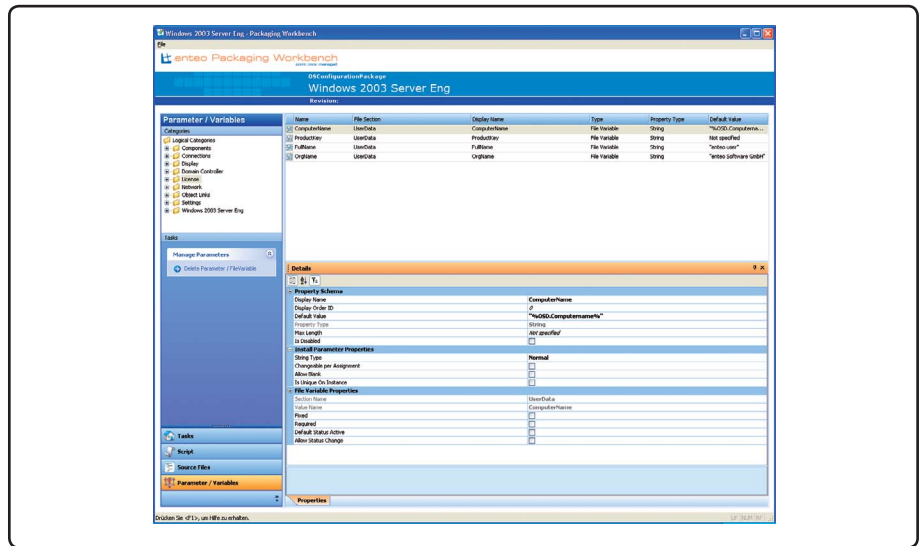 Windows 2003 Server Eng - Packaging Workbench
File
enteo Packaging Workbench
OSConfigurationPackage
Windows 2003 Server Eng
Revision:
Parameter / Variables
Categories
Logical Categories
Components
Connections
Display
Domain Controller
License
Network
Object Links
Settings
Windows 2003 Server Eng
Tasks
Manage Parameters
Delete Parameter / FileVariable
Tasks
Script
Source Files
Parameter / Variables
Name File Section Display Name Type Property Type Default Value
ComputerName UserData ComputerName File Variable String "%OSD.Computerna...
ProductKey UserData ProductKey File Variable String Not specified
FullName UserData FullName File Variable String "enteo user"
OrgName UserData OrgName File Variable String "enteo Software GmbH"
Details
Property Schema
Display Name ComputerName
Display Order ID 0
Default Value "%OSD.Computername%"
Property Type String
Max Length Not specified
Is Disabled
Install Parameter Properties
String Type Normal
Changeable per Assignment
Allow Blank
Is Unique On Instance
File Variable Properties
Section Name UserData
Value Name ComputerName
Fixed
Required
Default Status Active
Allow Status Change
Properties
Drücken Sie <F1>, um Hilfe zu erhalten.
UF NUM RF